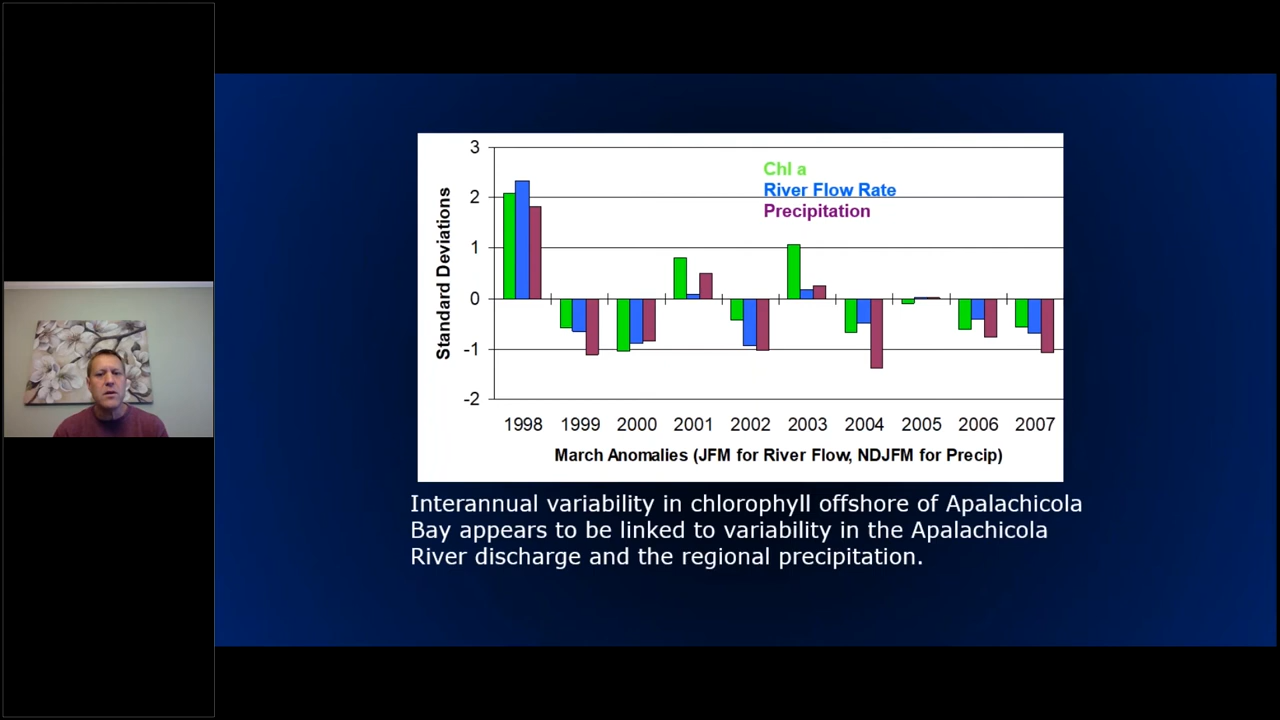 3
Chl a
River Flow Rate
2
Precipitation
1
0
-1
-2
Standard Deviations
1998 1999 2000 2001 2002 2003 2004 2005 2006 2007
March Anomalies (JFM for River Flow, NDJFM for Precip)
Interannual variability in chlorophyll offshore of Apalachicola
Bay appears to be linked to variability in the Apalachicola
River discharge and the regional precipitation.